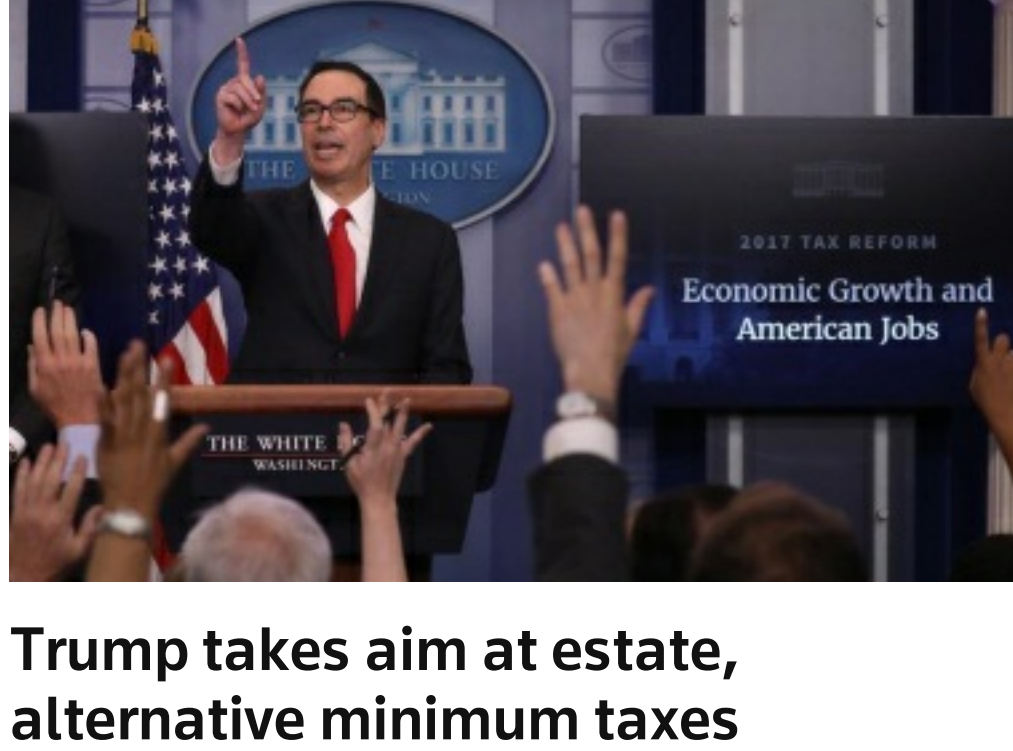 THE WHITE HOUSE
2017 TAX REFORM
Economic Growth and
American Jobs
THE WHITE
Trump takes aim at estate,
alternative minimum taxes